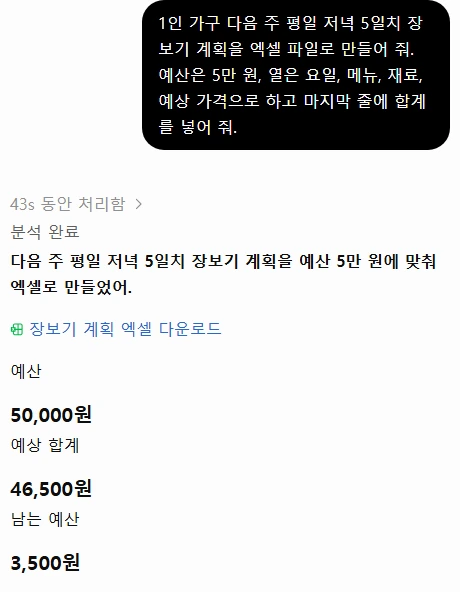 1인 가구 다음 주 평일 저녁 5일치 장
보기 계획을 엑셀 파일로 만들어 줘.
예산은 5만 원, 열은 요일, 메뉴, 재료,
예상 가격으로 하고 마지막 줄에 합계
를 넣어 줘.
43s 동안 처리함 >
분석 완료
다음 주 평일 저녁 5일치 장보기 계획을 예산 5만 원에 맞춰
엑셀로 만들었어.
장보기 계획 엑셀 다운로드
예산
50,000원
예상 합계
46,500원
남는 예산
3,500원